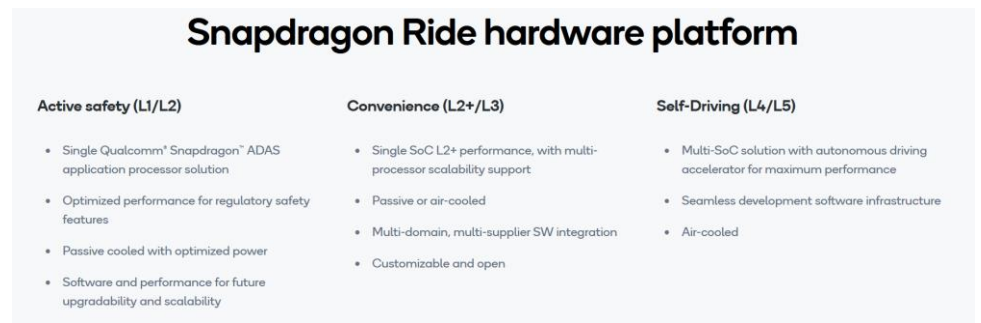 Snapdragon Ride hardware platform
Active safety (L1/L2)
• Single Qualcomm® Snapdragon™ ADAS
application processor solution
• Optimized performance for regulatory safety
features
• Passive cooled with optimized power
• Software and performance for future
upgradability and scalability
Convenience (L2+/L3)
• Single SoC L2+ performance, with multi-
processor scalability support
• Passive or air-cooled
• Multi-domain, multi-supplier SW integration
• Customizable and open
Self-Driving (L4/L5)
• Multi-SoC solution with autonomous driving
accelerator for maximum performance
• Seamless development software infrastructure
• Air-cooled